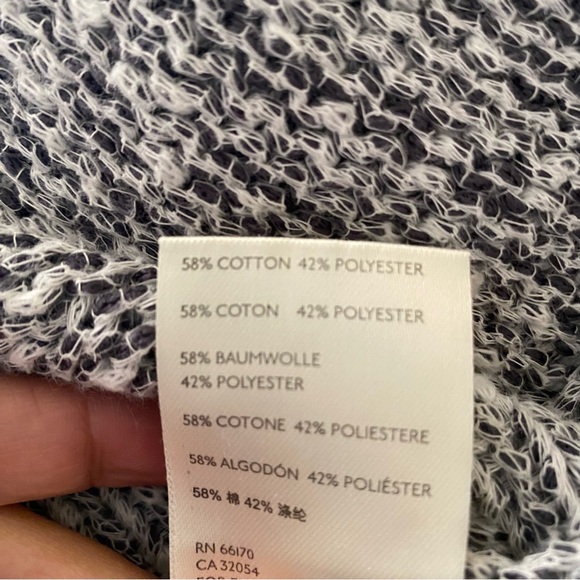 58% COTTON 42% POLYESTER
58% COTON 42% POLYESTER
58% BAUMWOLLE
42% POLYESTER
58% COTONE 42% POLIESTERE
58% ALGODÓN 42% POLIÉSTER
58% 棉 42% 涤纶
RN 66170
CA 32054